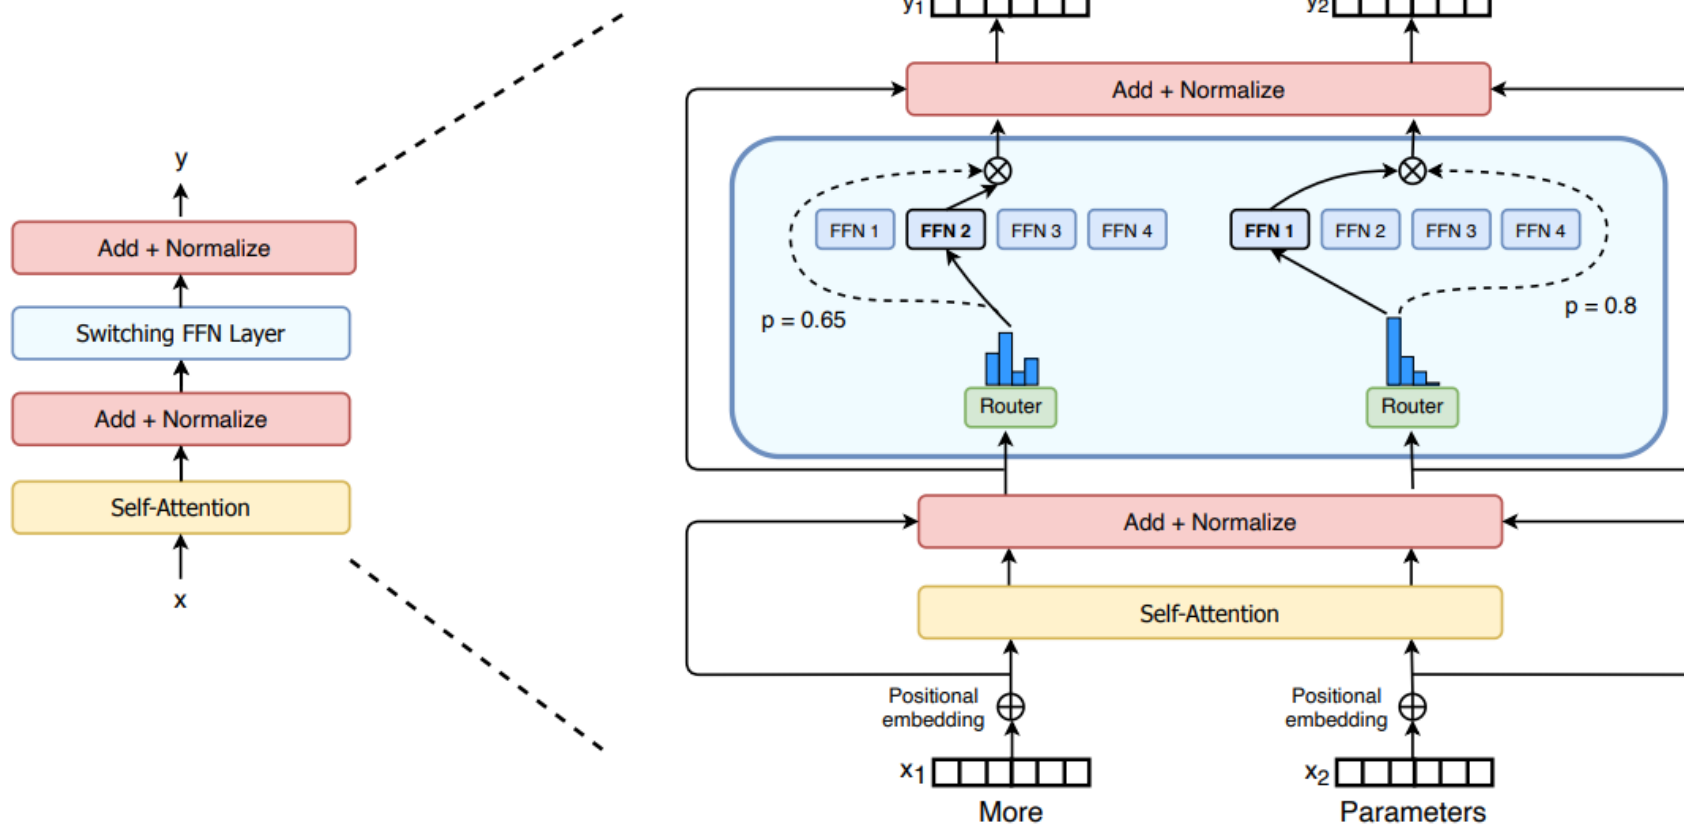 y
Add + Normalize
Switching FFN Layer
Add + Normalize
Self-Attention
x
y1
y2
Add + Normalize
FFN 1
FFN 2
FFN 3
FFN 4
FFN 1
FFN 2
FFN 3
FFN 4
p = 0.65
p = 0.8
Router
Router
Add + Normalize
Self-Attention
Positional
embedding
Positional
embedding
x1
x2
More
Parameters